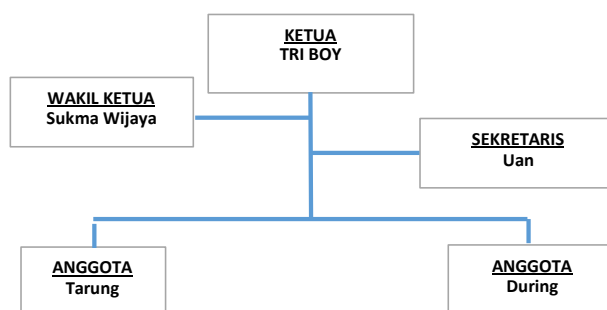 KETUA
TRI BOY
WAKIL KETUA
Sukma Wijaya
SEKRETARIS
Uan
ANGGOTA
Tarung
ANGGOTA
During